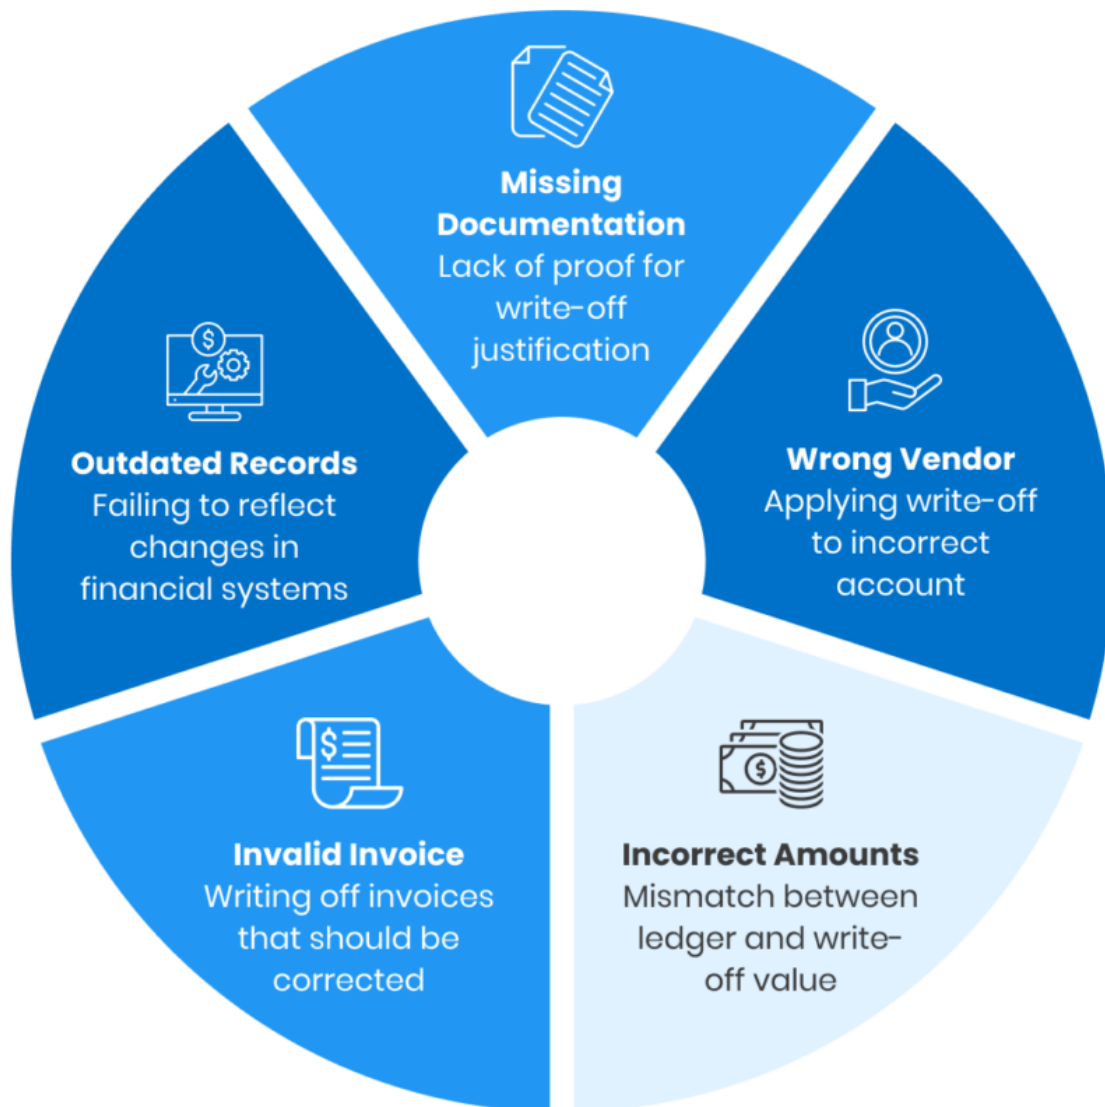 Missing
Documentation
Lack of proof for
write-off
justification
Wrong Vendor
Applying write-off
to incorrect
account
Incorrect Amounts
Mismatch between
ledger and write-
off value
Invalid Invoice
Writing off invoices
that should be
corrected
Outdated Records
Failing to reflect
changes in
financial systems